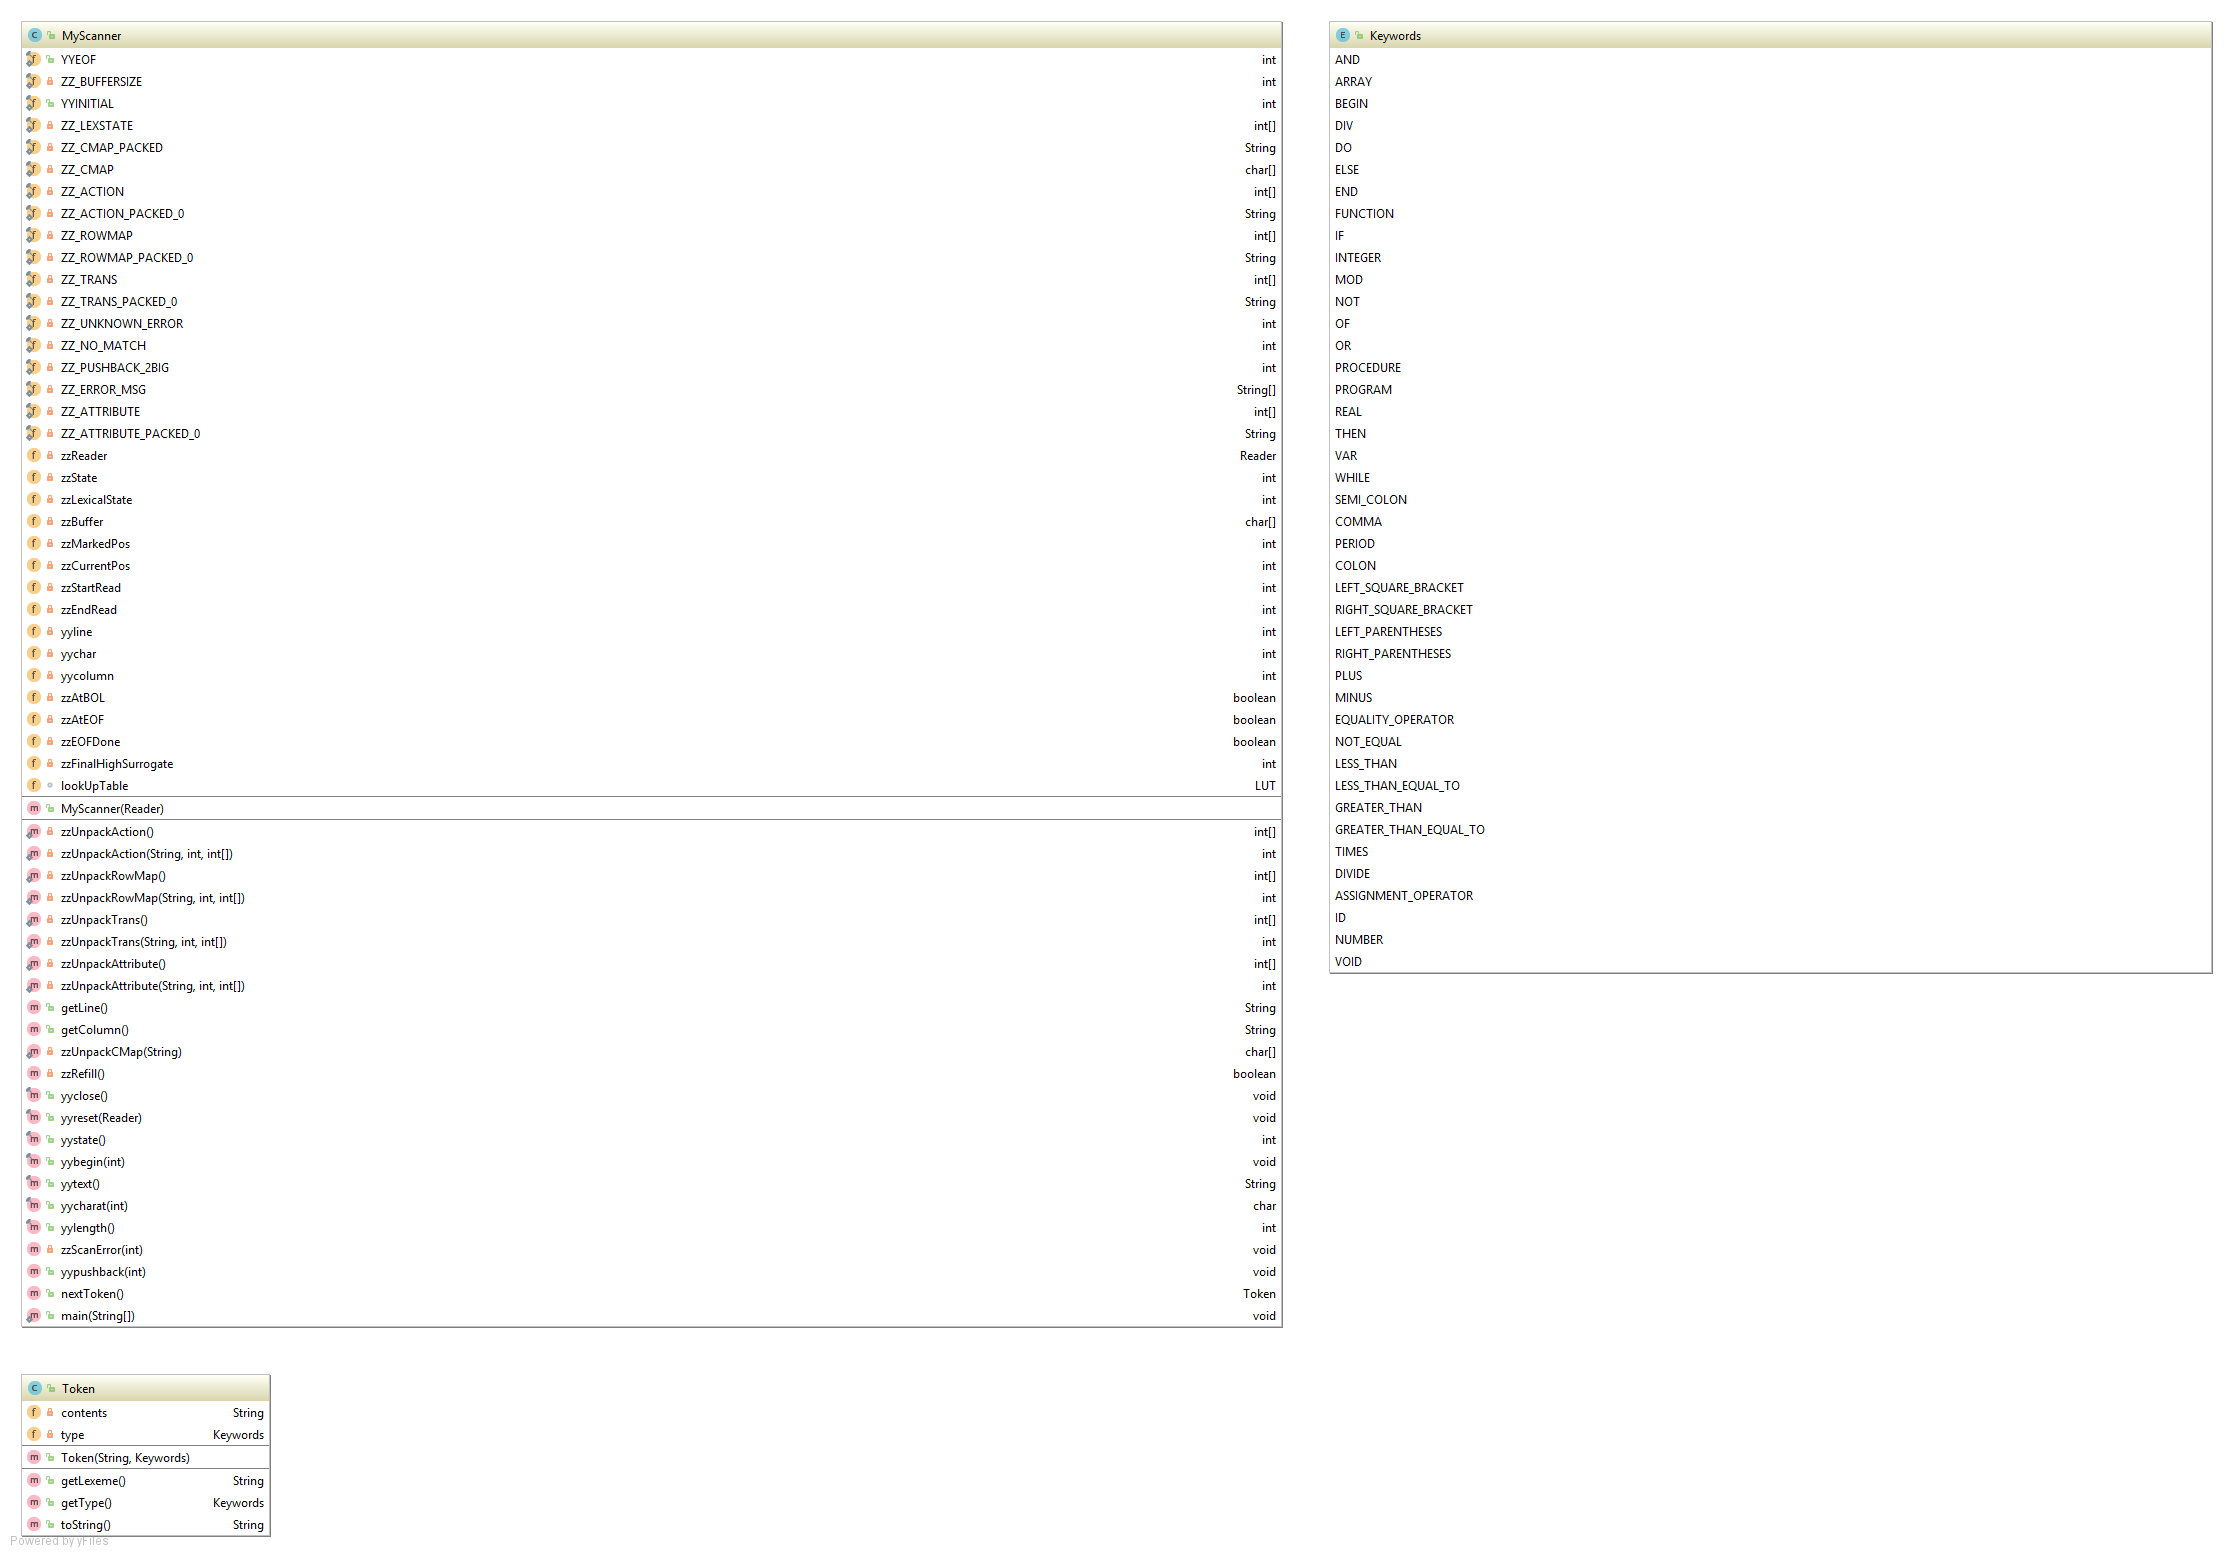 MyScanner
YYEOF int
ZZ_BUFFERSIZE int
YYINITIAL int
ZZ_LEXSTATE int[]
ZZ_CMAP_PACKED String
ZZ_CMAP char[]
ZZ_ACTION int[]
ZZ_ACTION_PACKED_0 String
ZZ_ROWMAP int[]
ZZ_ROWMAP_PACKED_0 String
ZZ_TRANS int[]
ZZ_TRANS_PACKED_0 String
ZZ_UNKNOWN_ERROR int
ZZ_NO_MATCH int
ZZ_PUSHBACK_2BIG int
ZZ_ERROR_MSG String[]
ZZ_ATTRIBUTE int[]
ZZ_ATTRIBUTE_PACKED_0 String
zzReader Reader
zzState int
zzLexicalState int
zzBuffer char[]
zzMarkedPos int
zzCurrentPos int
zzStartRead int
zzEndRead int
yyline int
yychar int
yycolumn int
zzAtBOL boolean
zzAtEOF boolean
zzEOFDone boolean
zzFinalHighSurrogate int
lookUpTable LUT
MyScanner(Reader)
zzUnpackAction() int[]
zzUnpackAction(String, int, int[]) int
zzUnpackRowMap() int[]
zzUnpackRowMap(String, int, int[]) int
zzUnpackTrans() int[]
zzUnpackTrans(String, int, int[]) int
zzUnpackAttribute() int[]
zzUnpackAttribute(String, int, int[]) int
getLine() String
getColumn() String
zzUnpackCMap(String) char[]
zzRefill() boolean
yyclose() void
yyreset(Reader) void
yystate() int
yybegin(int) void
yytext() String
yycharat(int) char
yylength() int
zzScanError(int) void
yypushback(int) void
nextToken() Token
main(String[]) void
Keywords
AND
ARRAY
BEGIN
DIV
DO
ELSE
END
FUNCTION
IF
INTEGER
MOD
NOT
OF
OR
PROCEDURE
PROGRAM
REAL
THEN
VAR
WHILE
SEMI_COLON
COMMA
PERIOD
COLON
LEFT_SQUARE_BRACKET
RIGHT_SQUARE_BRACKET
LEFT_PARENTHESES
RIGHT_PARENTHESES
PLUS
MINUS
EQUALITY_OPERATOR
NOT_EQUAL
LESS_THAN
LESS_THAN_EQUAL_TO
GREATER_THAN
GREATER_THAN_EQUAL_TO
TIMES
DIVIDE
ASSIGNMENT_OPERATOR
ID
NUMBER
VOID
Token
contents String
type Keywords
Token(String, Keywords)
getLexeme() String
getType() Keywords
toString() String
Powered by yFiles